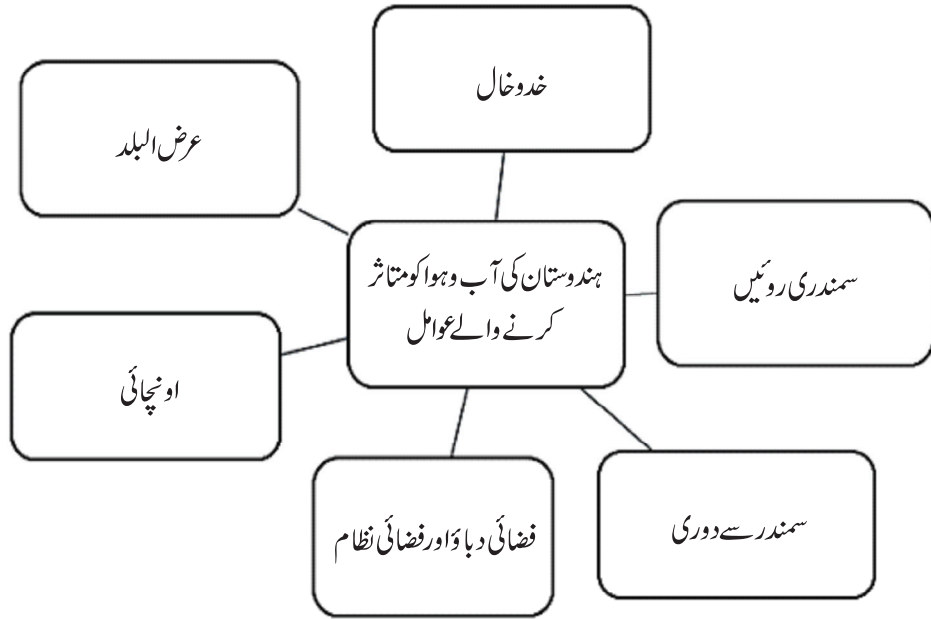 خدوخال
عرض البلد
ہندوستان کی آب و ہوا کو متاثر
کرنے والے عوامل
سمندری روئیں
اونچائی
فضائی دباؤ اور فضائی نظام
سمندر سے دوری